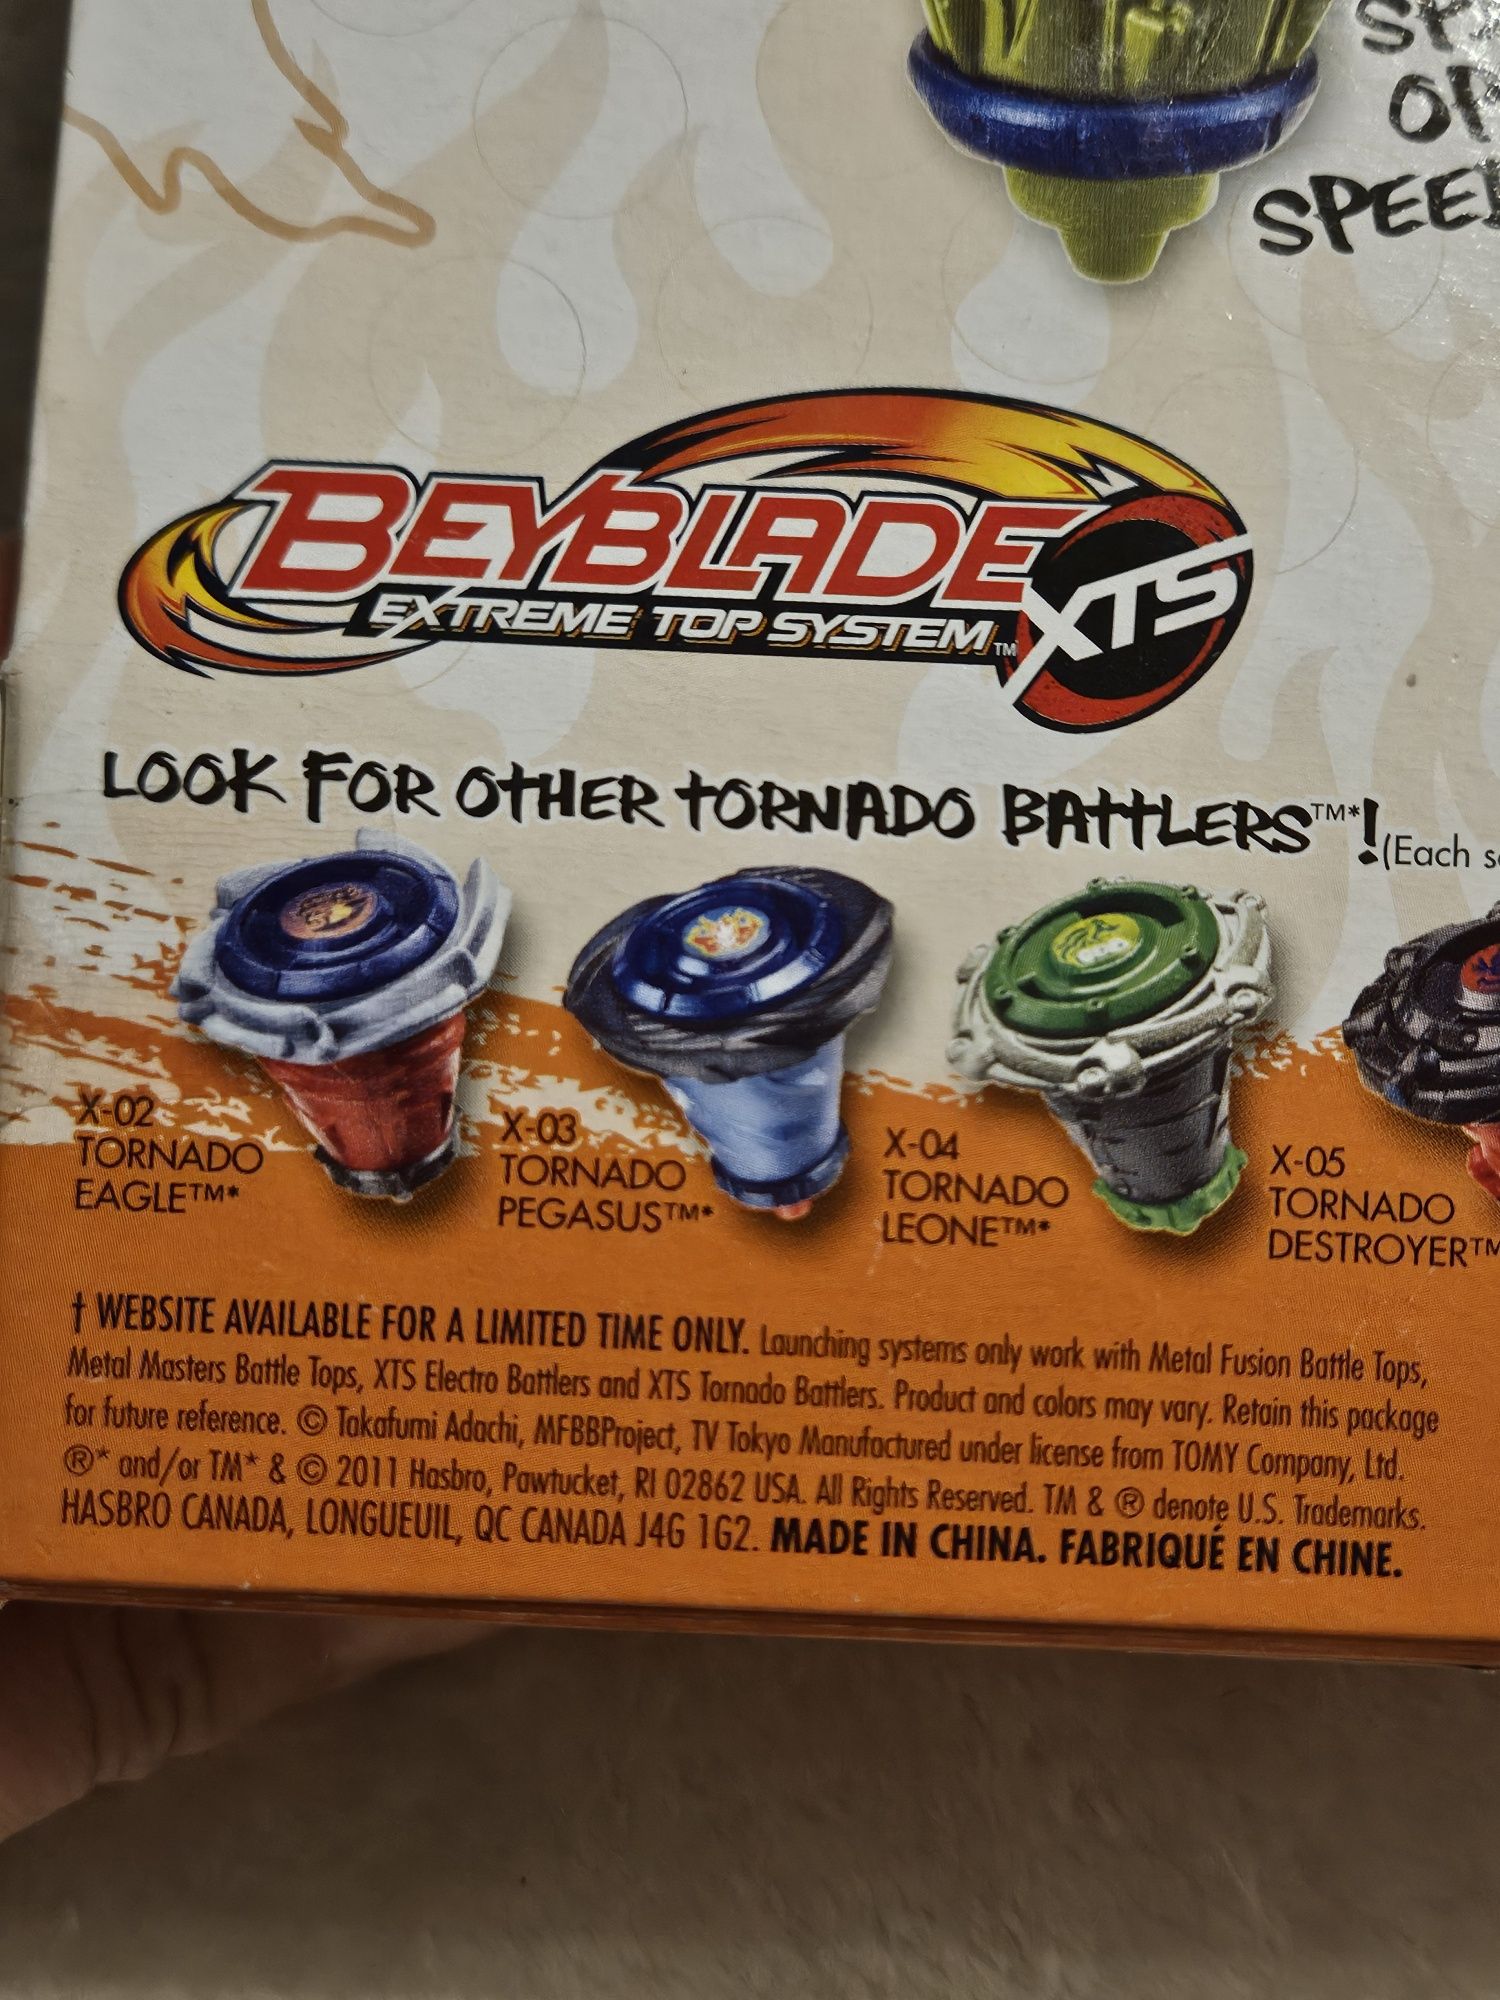 OP
SPEE
BEYBLADE
EXTREME TOP SYSTEM™ XTS
LOOK FOR OTHER TORNADO BATTLERS™*! (Each
X-02
TORNADO
EAGLE™*
X-03
TORNADO
PEGASUS™*
X-04
TORNADO
LEONE™*
X-05
TORNADO
DESTROYER™
† WEBSITE AVAILABLE FOR A LIMITED TIME ONLY. Launching systems only work with Metal Fusion Battle Tops,
Metal Masters Battle Tops, XTS Electro Battlers and XTS Tornado Battlers. Product and colors may vary. Retain this package
for future reference. © Takafumi Adachi, MFBBProject, TV Tokyo Manufactured under license from TOMY Company, Ltd.
®* and/or TM* & © 2011 Hasbro, Pawtucket, RI 02862 USA. All Rights Reserved. TM & ® denote U.S. Trademarks.
HASBRO CANADA, LONGUEUIL, QC CANADA J4G 1G2. MADE IN CHINA. FABRIQUÉ EN CHINE.